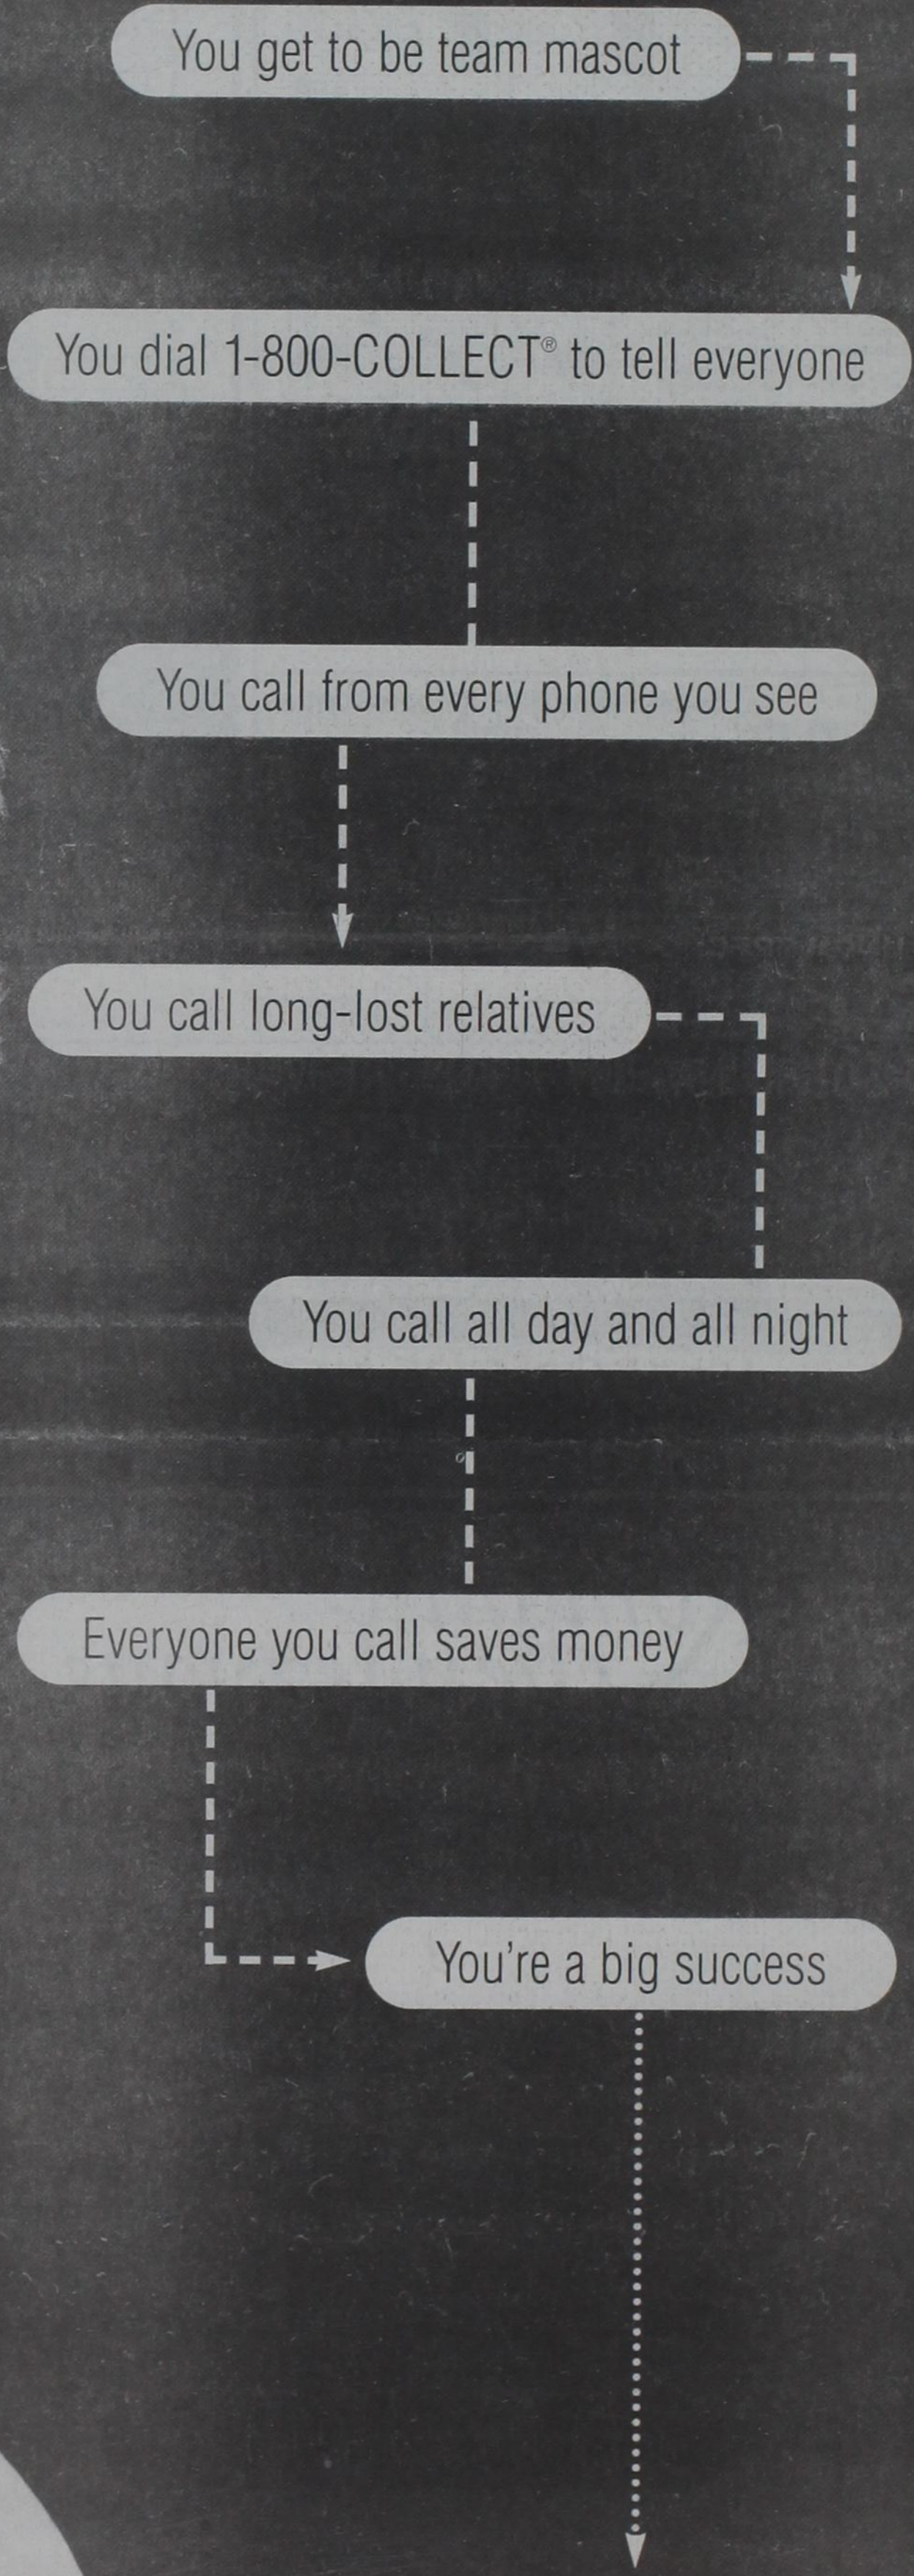 You get to be team mascot
You dial 1-800-COLLECT® to tell everyone
You call from every phone you see
You call long-lost relatives
You call all day and all night
Everyone you call saves money
You're a big success